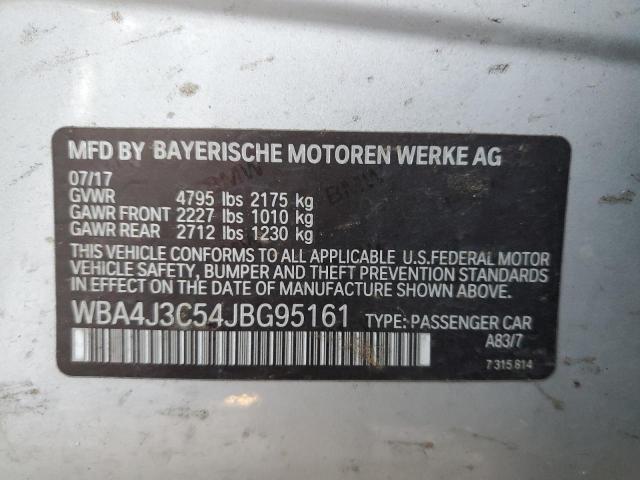 MFD BY BAYERISCHE MOTOREN WERKE AG
07/17
GVWR 4795 lbs 2175 kg
GAWR FRONT 2227 lbs 1010 kg
GAWR REAR 2712 lbs 1230 kg
THIS VEHICLE CONFORMS TO ALL APPLICABLE U.S.FEDERAL MOTOR
VEHICLE SAFETY, BUMPER AND THEFT PREVENTION STANDARDS
IN EFFECT ON THE DATE OF MANUFACTURE SHOWN ABOVE.
WBA4J3C54JBG95161 TYPE: PASSENGER CAR
A83/7
7 315 814